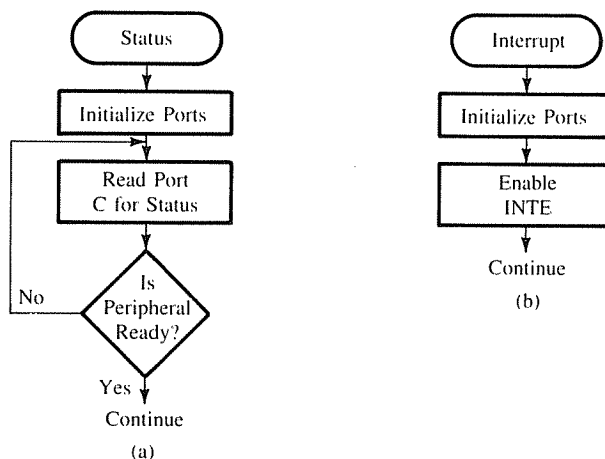 Status
Initialize Ports
Read Port
C for Status
No
Is
Peripheral
Ready?
Yes
Continue
(a)
Interrupt
Initialize Ports
Enable
INTE
Continue
(b)